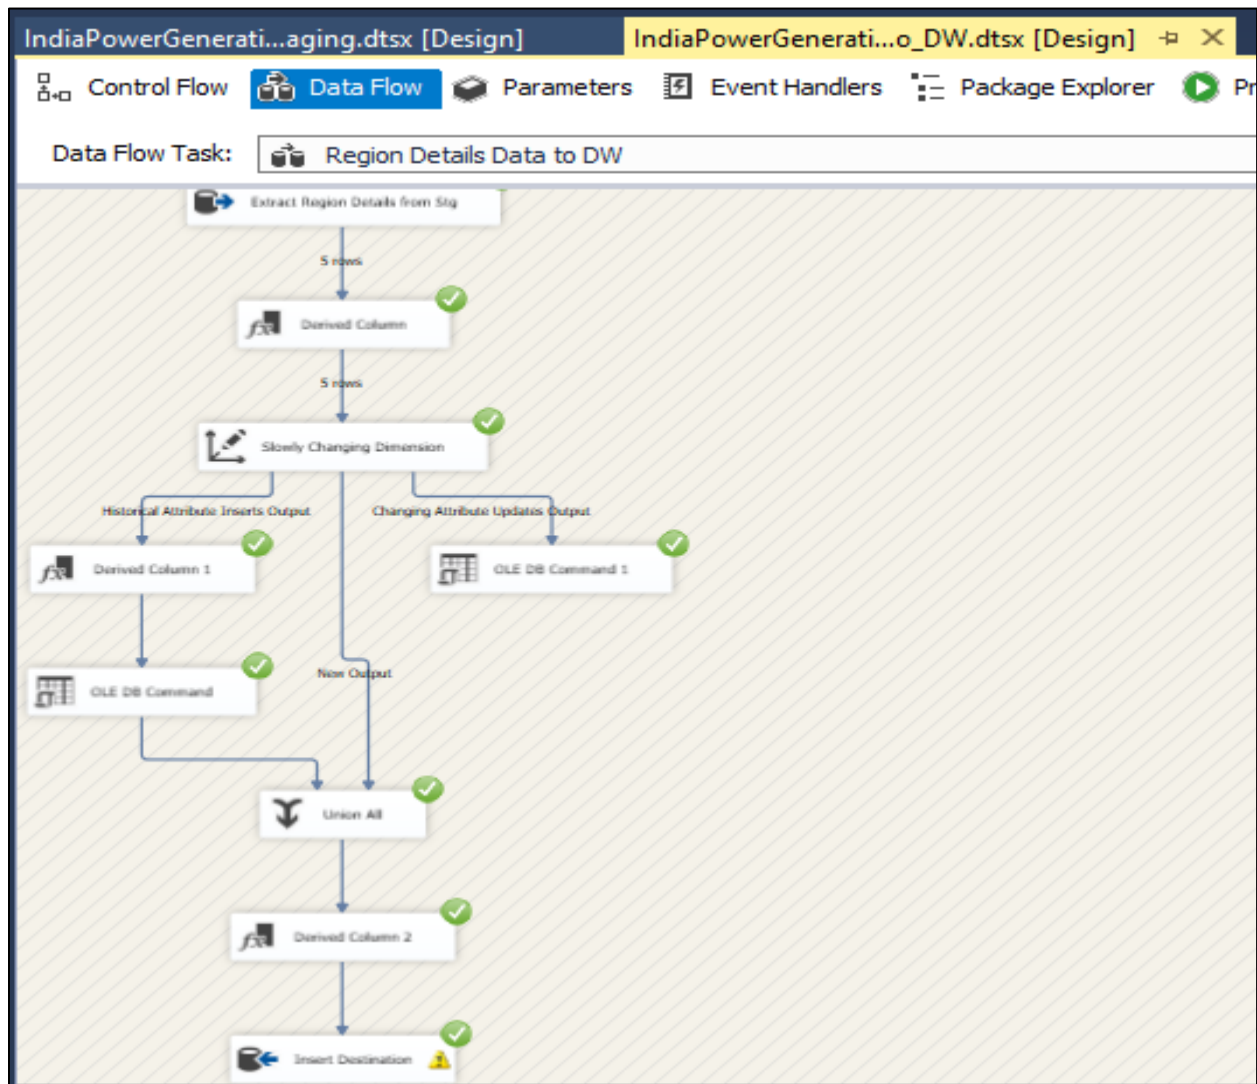 IndiaPowerGenerati...aging.dtsx [Design]
IndiaPowerGenerati...o_DW.dtsx [Design]
Control Flow
Data Flow
Parameters
Event Handlers
Package Explorer
Pr
Data Flow Task:
Region Details Data to DW
Extract Region Details from Stg
5 rows
Derived Column
5 rows
Slowly Changing Dimension
Historical Attribute Inserts Output
Changing Attribute Updates Output
Derived Column 1
OLE DB Command 1
New Output
OLE DB Command
Union All
Derived Column 2
Insert Destination